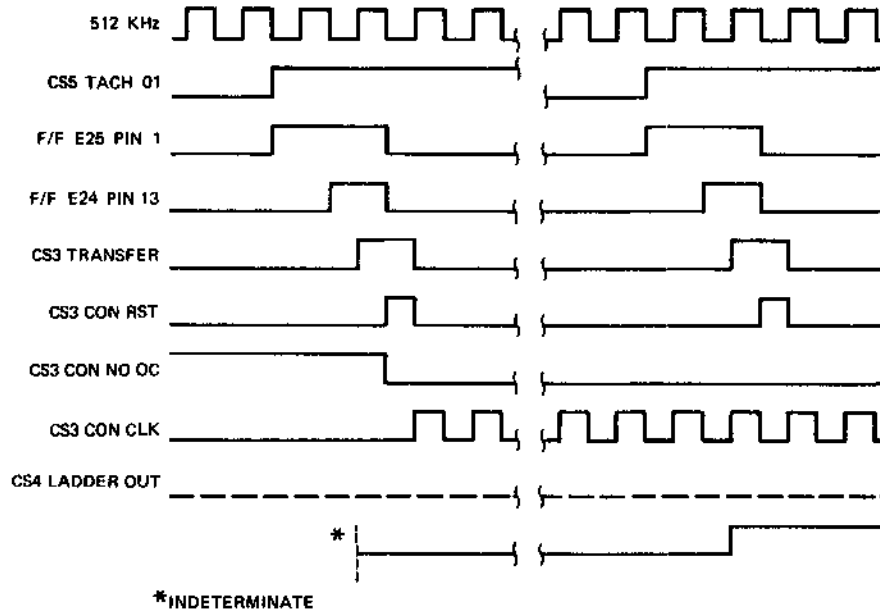 512 KHz
CS5 TACH 01
F/F E25 PIN 1
F/F E24 PIN 13
CS3 TRANSFER
CS3 CON RST
CS3 CON NO OC
CS3 CON CLK
CS4 LADDER OUT
*
*INDETERMINATE